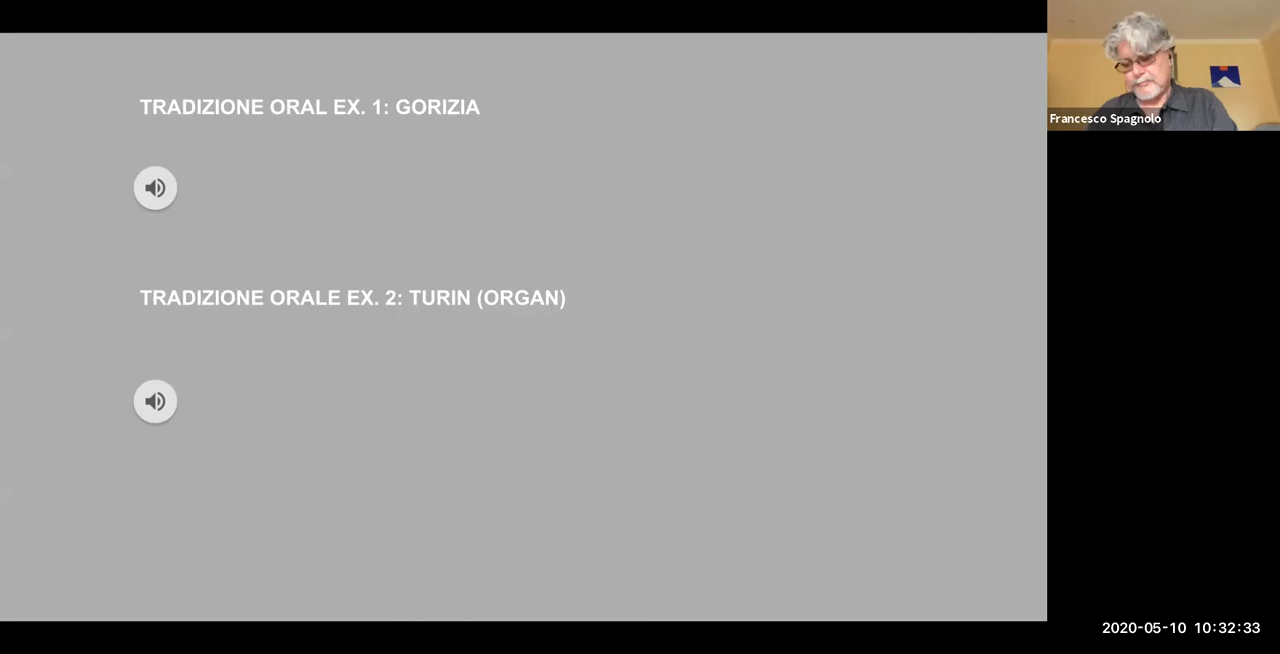 TRADIZIONE ORAL EX. 1: GORIZIA
TRADIZIONE ORALE EX. 2: TURIN (ORGAN)
Francesco Spagnolo
2020-05-10 10:32:33